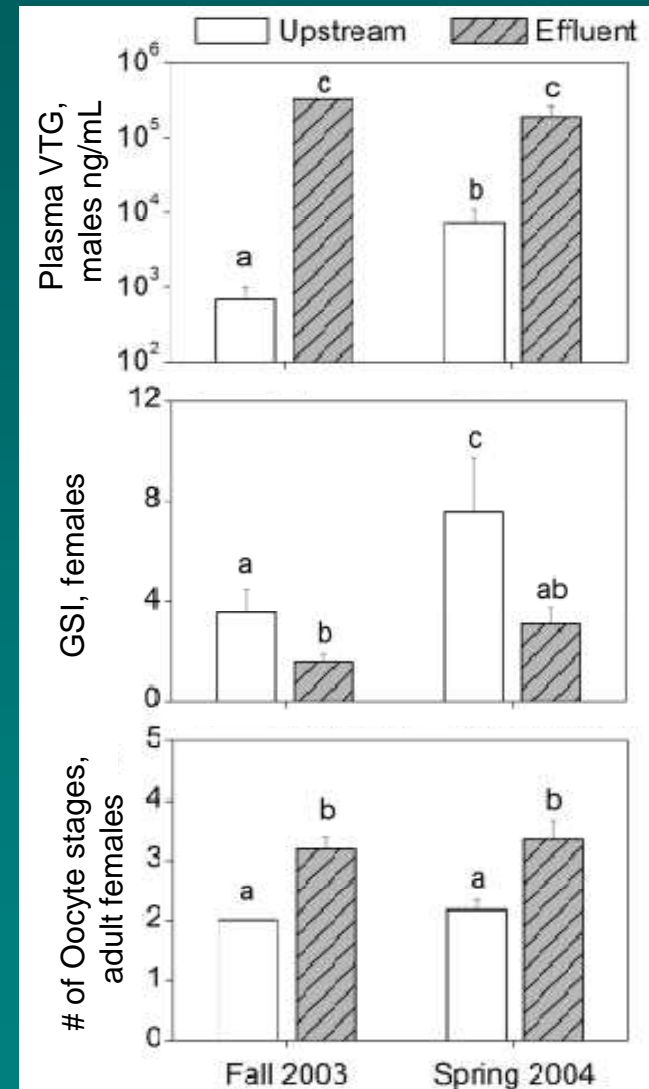 Upstream Effluent
Plasma VTG,
males ng/mL
10^6
10^5
10^4
10^3
10^2
a
c
b
c
GSI, females
12
8
4
0
a
b
c
ab
# of Oocyte stages,
adult females
5
4
3
2
1
0
a
b
a
b
Fall 2003 Spring 2004